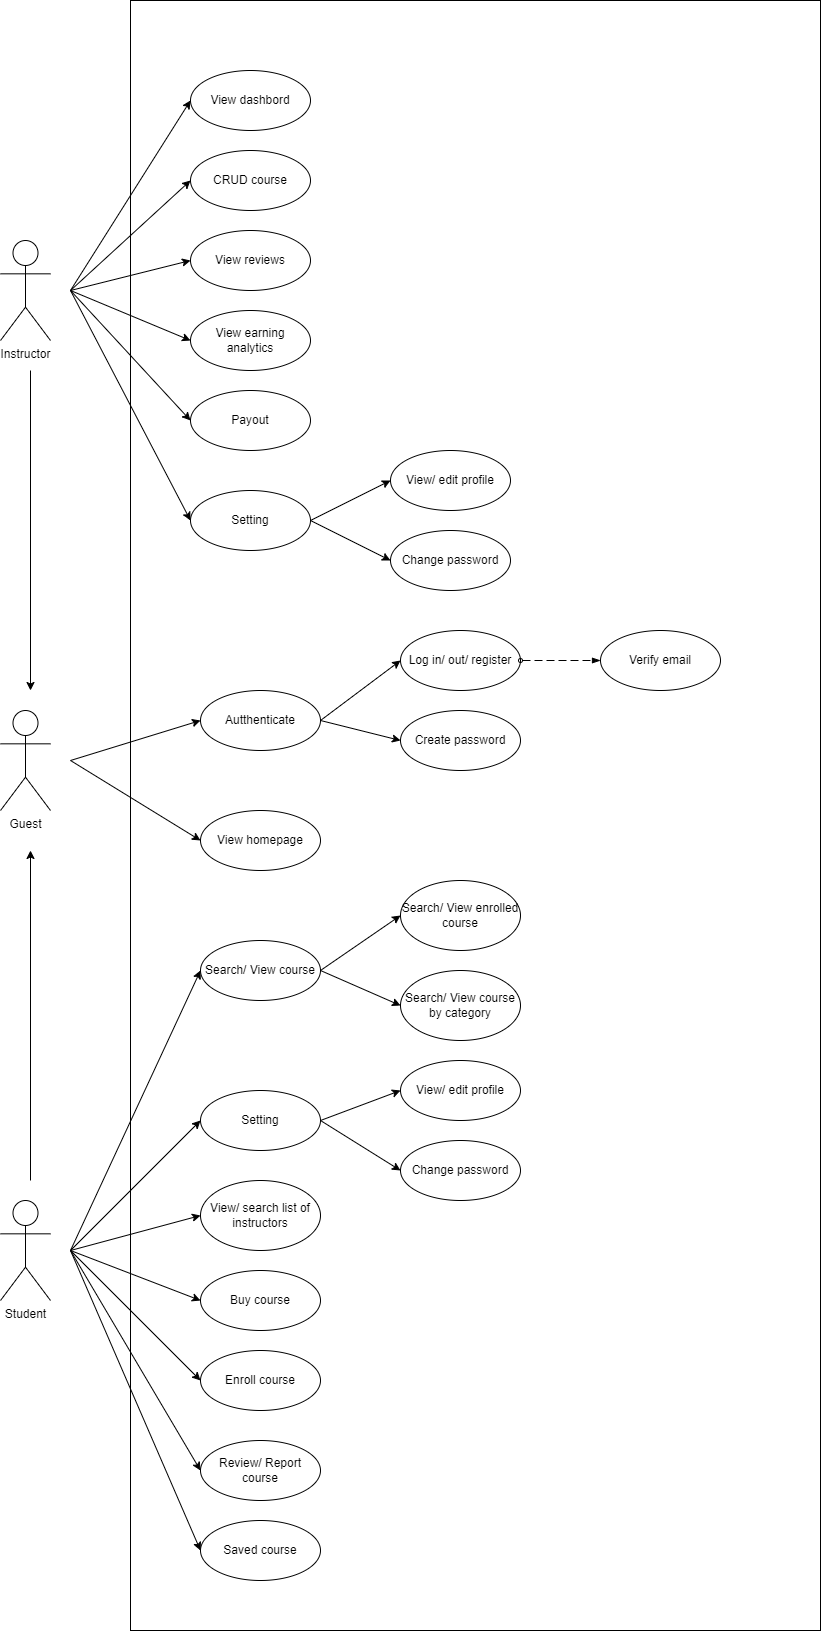 View dashbord
CRUD course
View reviews
Instructor
View earning
analytics
Payout
Setting
View/ edit profile
Change password
Log in/ out/ register
Verify email
Autthenticate
Create password
Guest
View homepage
Search/ View enrolled
course
Search/ View course
Search/ View course
by category
Setting
View/ edit profile
Change password
View/ search list of
instructors
Student
Buy course
Enroll course
Review/ Report
course
Saved course